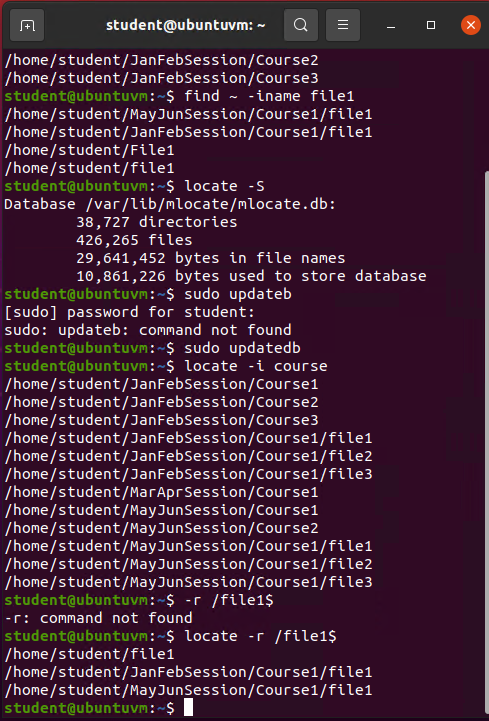 student@ubuntuvm: ~
/home/student/JanFebSession/Course2
/home/student/JanFebSession/Course3
student@ubuntuvm:~$ find ~ -iname file1
/home/student/MayJunSession/Course1/file1
/home/student/JanFebSession/Course1/file1
/home/student/File1
/home/student/file1
student@ubuntuvm:~$ locate -S
Database /var/lib/mlocate/mlocate.db:
        38,727 directories
        426,265 files
        29,641,452 bytes in file names
        10,861,226 bytes used to store database
student@ubuntuvm:~$ sudo updateb
[sudo] password for student:
sudo: updateb: command not found
student@ubuntuvm:~$ sudo updatedb
student@ubuntuvm:~$ locate -i course
/home/student/JanFebSession/Course1
/home/student/JanFebSession/Course2
/home/student/JanFebSession/Course3
/home/student/JanFebSession/Course1/file1
/home/student/JanFebSession/Course1/file2
/home/student/JanFebSession/Course1/file3
/home/student/MarAprSession/Course1
/home/student/MayJunSession/Course1
/home/student/MayJunSession/Course2
/home/student/MayJunSession/Course1/file1
/home/student/MayJunSession/Course1/file2
/home/student/MayJunSession/Course1/file3
student@ubuntuvm:~$ -r /file1$
-r: command not found
student@ubuntuvm:~$ locate -r /file1$
/home/student/file1
/home/student/JanFebSession/Course1/file1
/home/student/MayJunSession/Course1/file1
student@ubuntuvm:~$